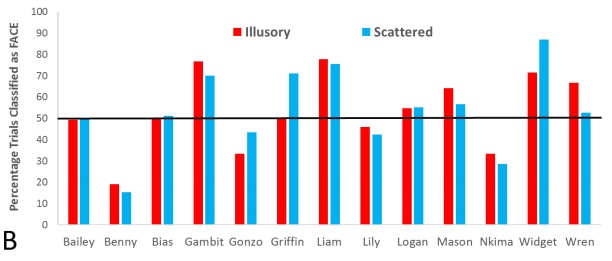 Percentage Trials Classified as FACE
100
90
80
70
60
50
40
30
20
10
0
Illusory Scattered
Bailey Benny Bias Gambit Gonzo Griffin Liam Lily Logan Mason Nkima Widget Wren
B